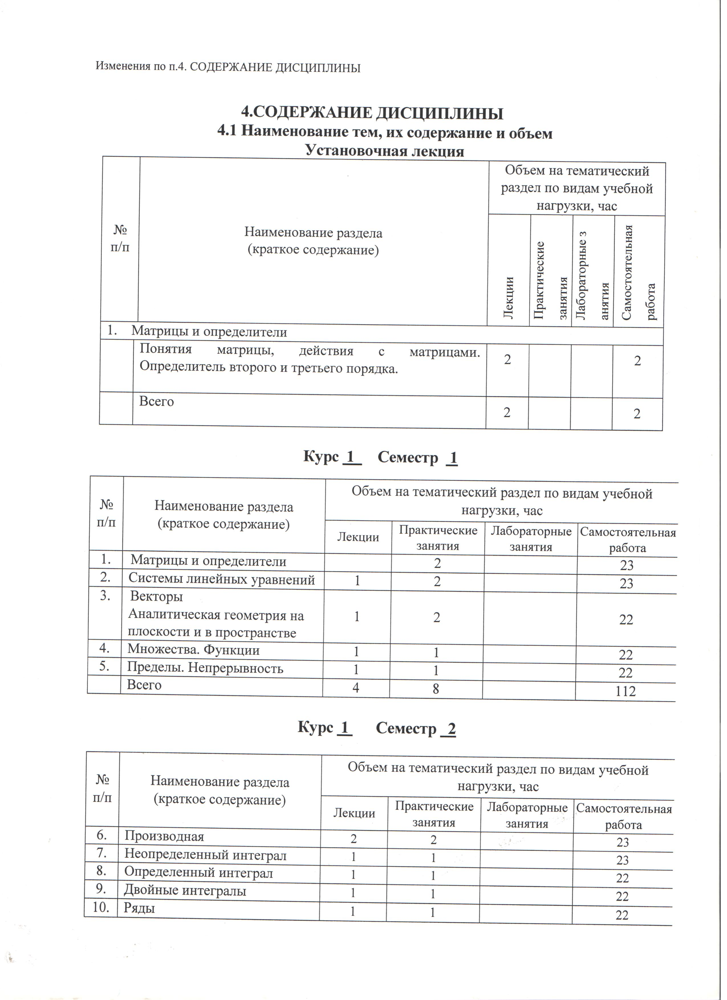 Изменения по п.4. СОДЕРЖАНИЕ ДИСЦИПЛИНЫ
4.СОДЕРЖАНИЕ ДИСЦИПЛИНЫ
4.1 Наименование тем, их содержание и объем
Установочная лекция
№
п/п
Наименование раздела
(краткое содержание)
Объем на тематический
раздел по видам учебной
нагрузки, час
Лекции
Практические
занятия
Лабораторные з
анятия
Самостоятельная
работа
1. Матрицы и определители
Понятия матрицы, действия с матрицами. 2 2
Определитель второго и третьего порядка.
Всего 2 2
Курс 1 Семестр 1
№
п/п
Наименование раздела
(краткое содержание)
Объем на тематический раздел по видам учебной
нагрузки, час
Лекции
Практические
занятия
Лабораторные
занятия
Самостоятельная
работа
1. Матрицы и определители 2 23
2. Системы линейных уравнений 1 2 23
3. Векторы
Аналитическая геометрия на 1 2 22
плоскости и в пространстве
4. Множества. Функции 1 1 22
5. Пределы. Непрерывность 1 1 22
Всего 4 8 112
Курс 1 Семестр 2
№
п/п
Наименование раздела
(краткое содержание)
Объем на тематический раздел по видам учебной
нагрузки, час
Лекции
Практические
занятия
Лабораторные
занятия
Самостоятельная
работа
6. Производная 2 2 23
7. Неопределенный интеграл 1 1 23
8. Определенный интеграл 1 1 22
9. Двойные интегралы 1 1 22
10. Ряды 1 1 22